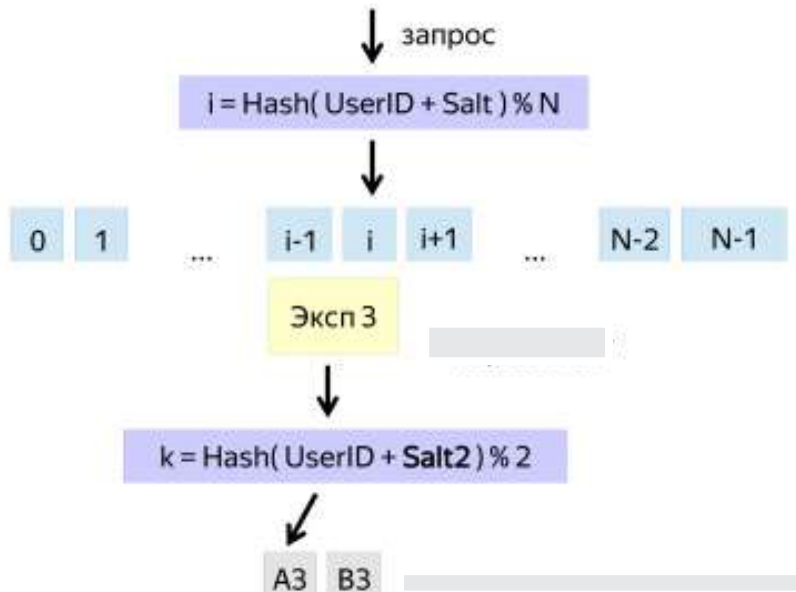 запрос
i = Hash( UserID + Salt ) % N
0 1 ... i-1 i i+1 ... N-2 N-1
Эксп 3
k = Hash( UserID + Salt2 ) % 2
A3 B3